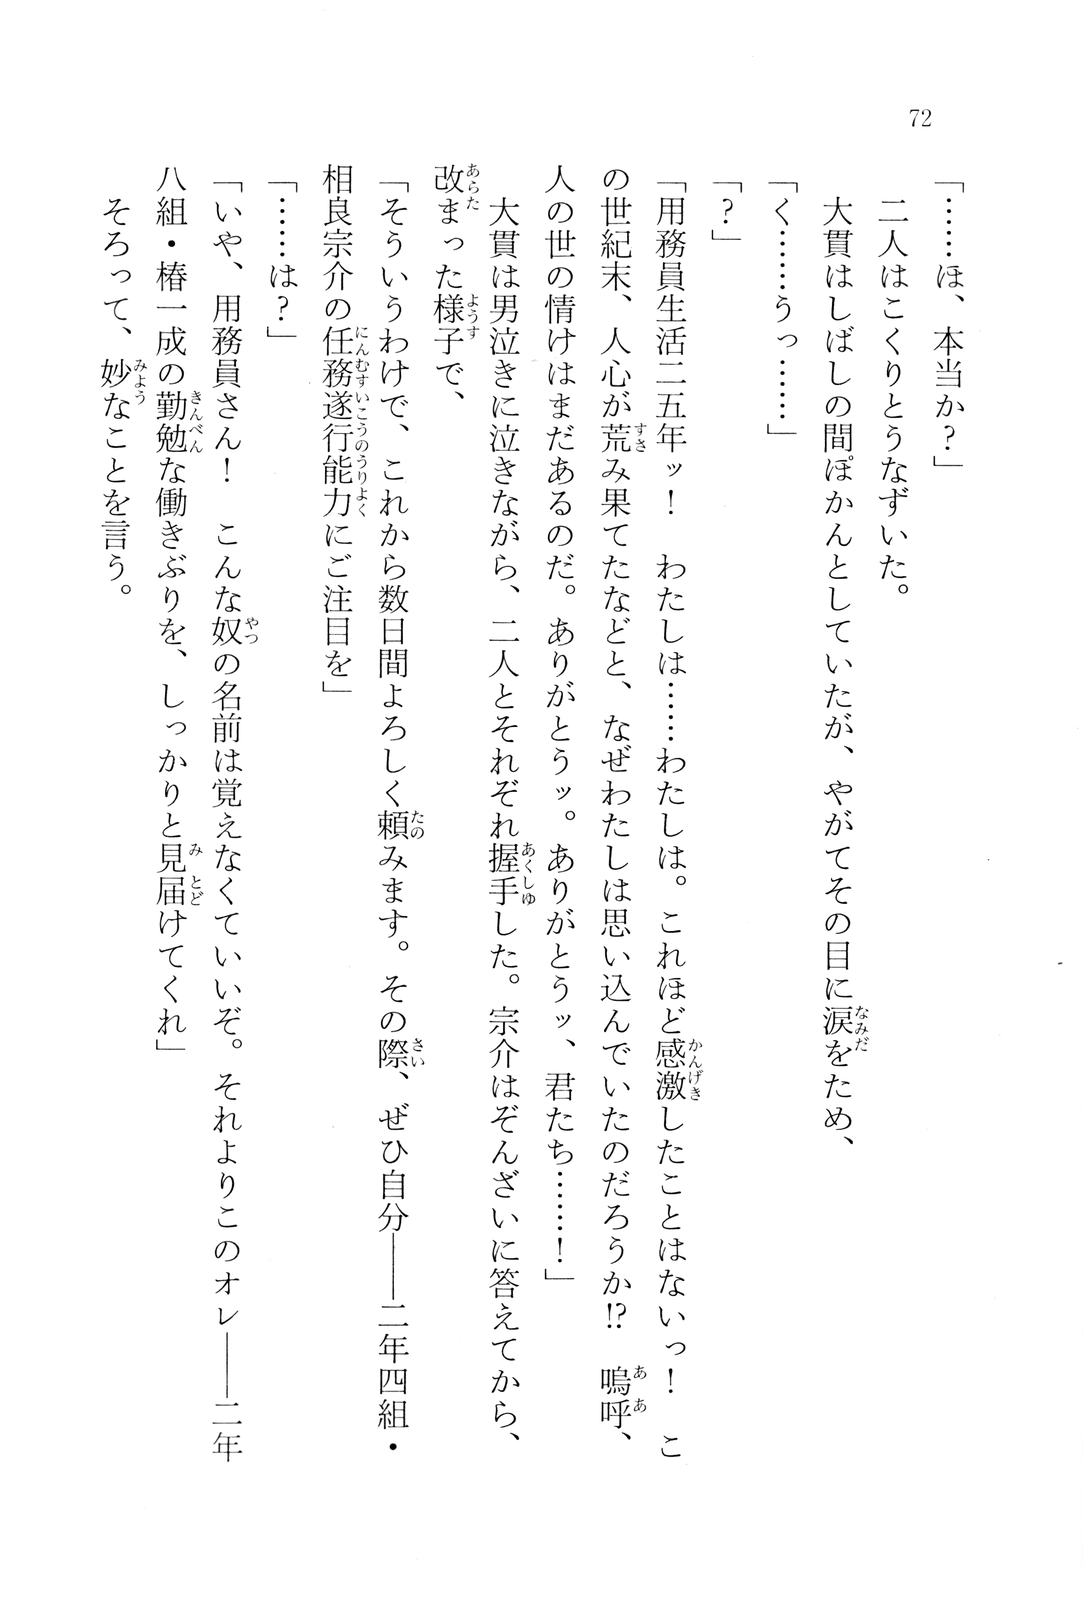 72
「……ほ、本当か？」
二人はこくりとうなずいた。
大貫はしばしの間ぽかんとしていたが、やがてその目に涙をため、
「く……うっ……」
「？」
「用務員生活二五年ッ！　わたしは……わたしは。これほど感激したことはないっ！　こ
の世紀末、人心が荒み果てたなどと、なぜわたしは思い込んでいたのだろうか!?　嗚呼、
人の世の情けはまだあるのだ。ありがとうッ。ありがとうッ、君たち……！」
大貫は男泣きに泣きながら、二人とそれぞれ握手した。宗介はぞんざいに答えてから、
改まった様子で、
「そういうわけで、これから数日間よろしく頼みます。その際、ぜひ自分――二年四組・
相良宗介の任務遂行能力にご注目を」
「……は？」
「いや、用務員さん！　こんな奴の名前は覚えなくていいぞ。それよりこのオレ――二年
八組・椿一成の勤勉な働きぶりを、しっかりと見届けてくれ」
そろって、妙なことを言う。